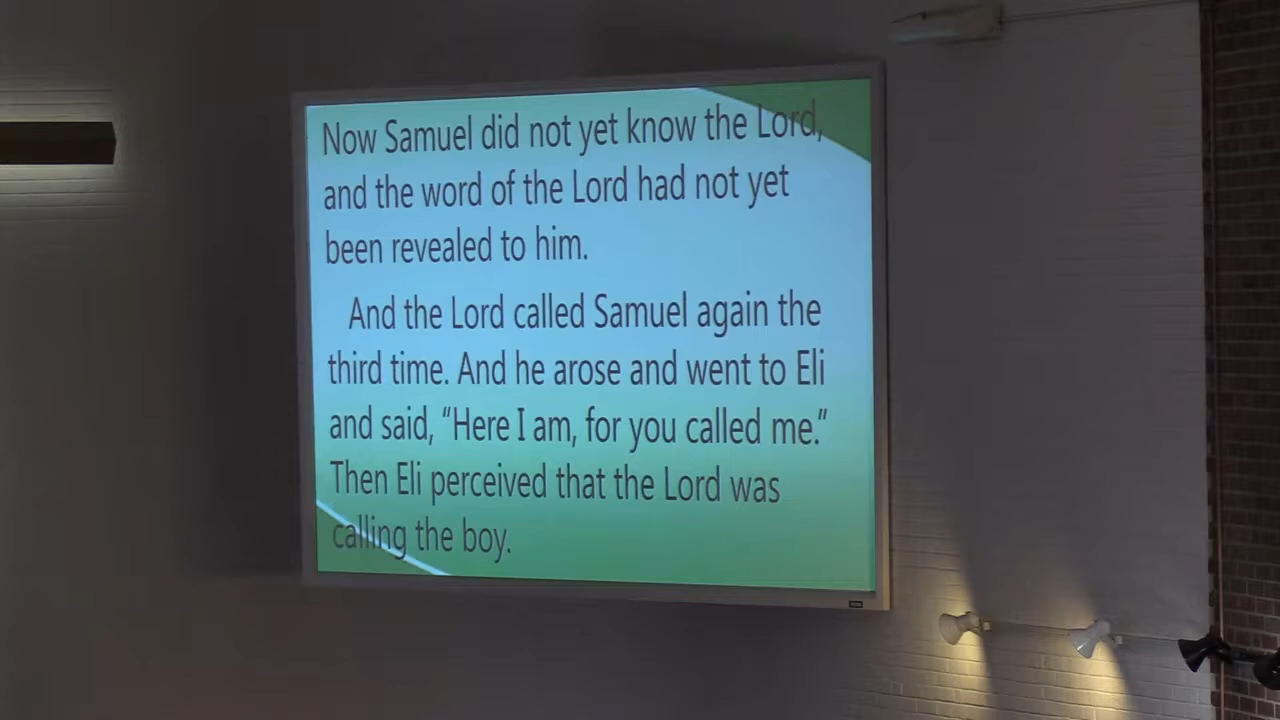 Now Samuel did not yet know the Lord,
and the word of the Lord had not yet
been revealed to him.
And the Lord called Samuel again the
third time. And he arose and went to Eli
and said, “Here I am, for you called me.”
Then Eli perceived that the Lord was
calling the boy.